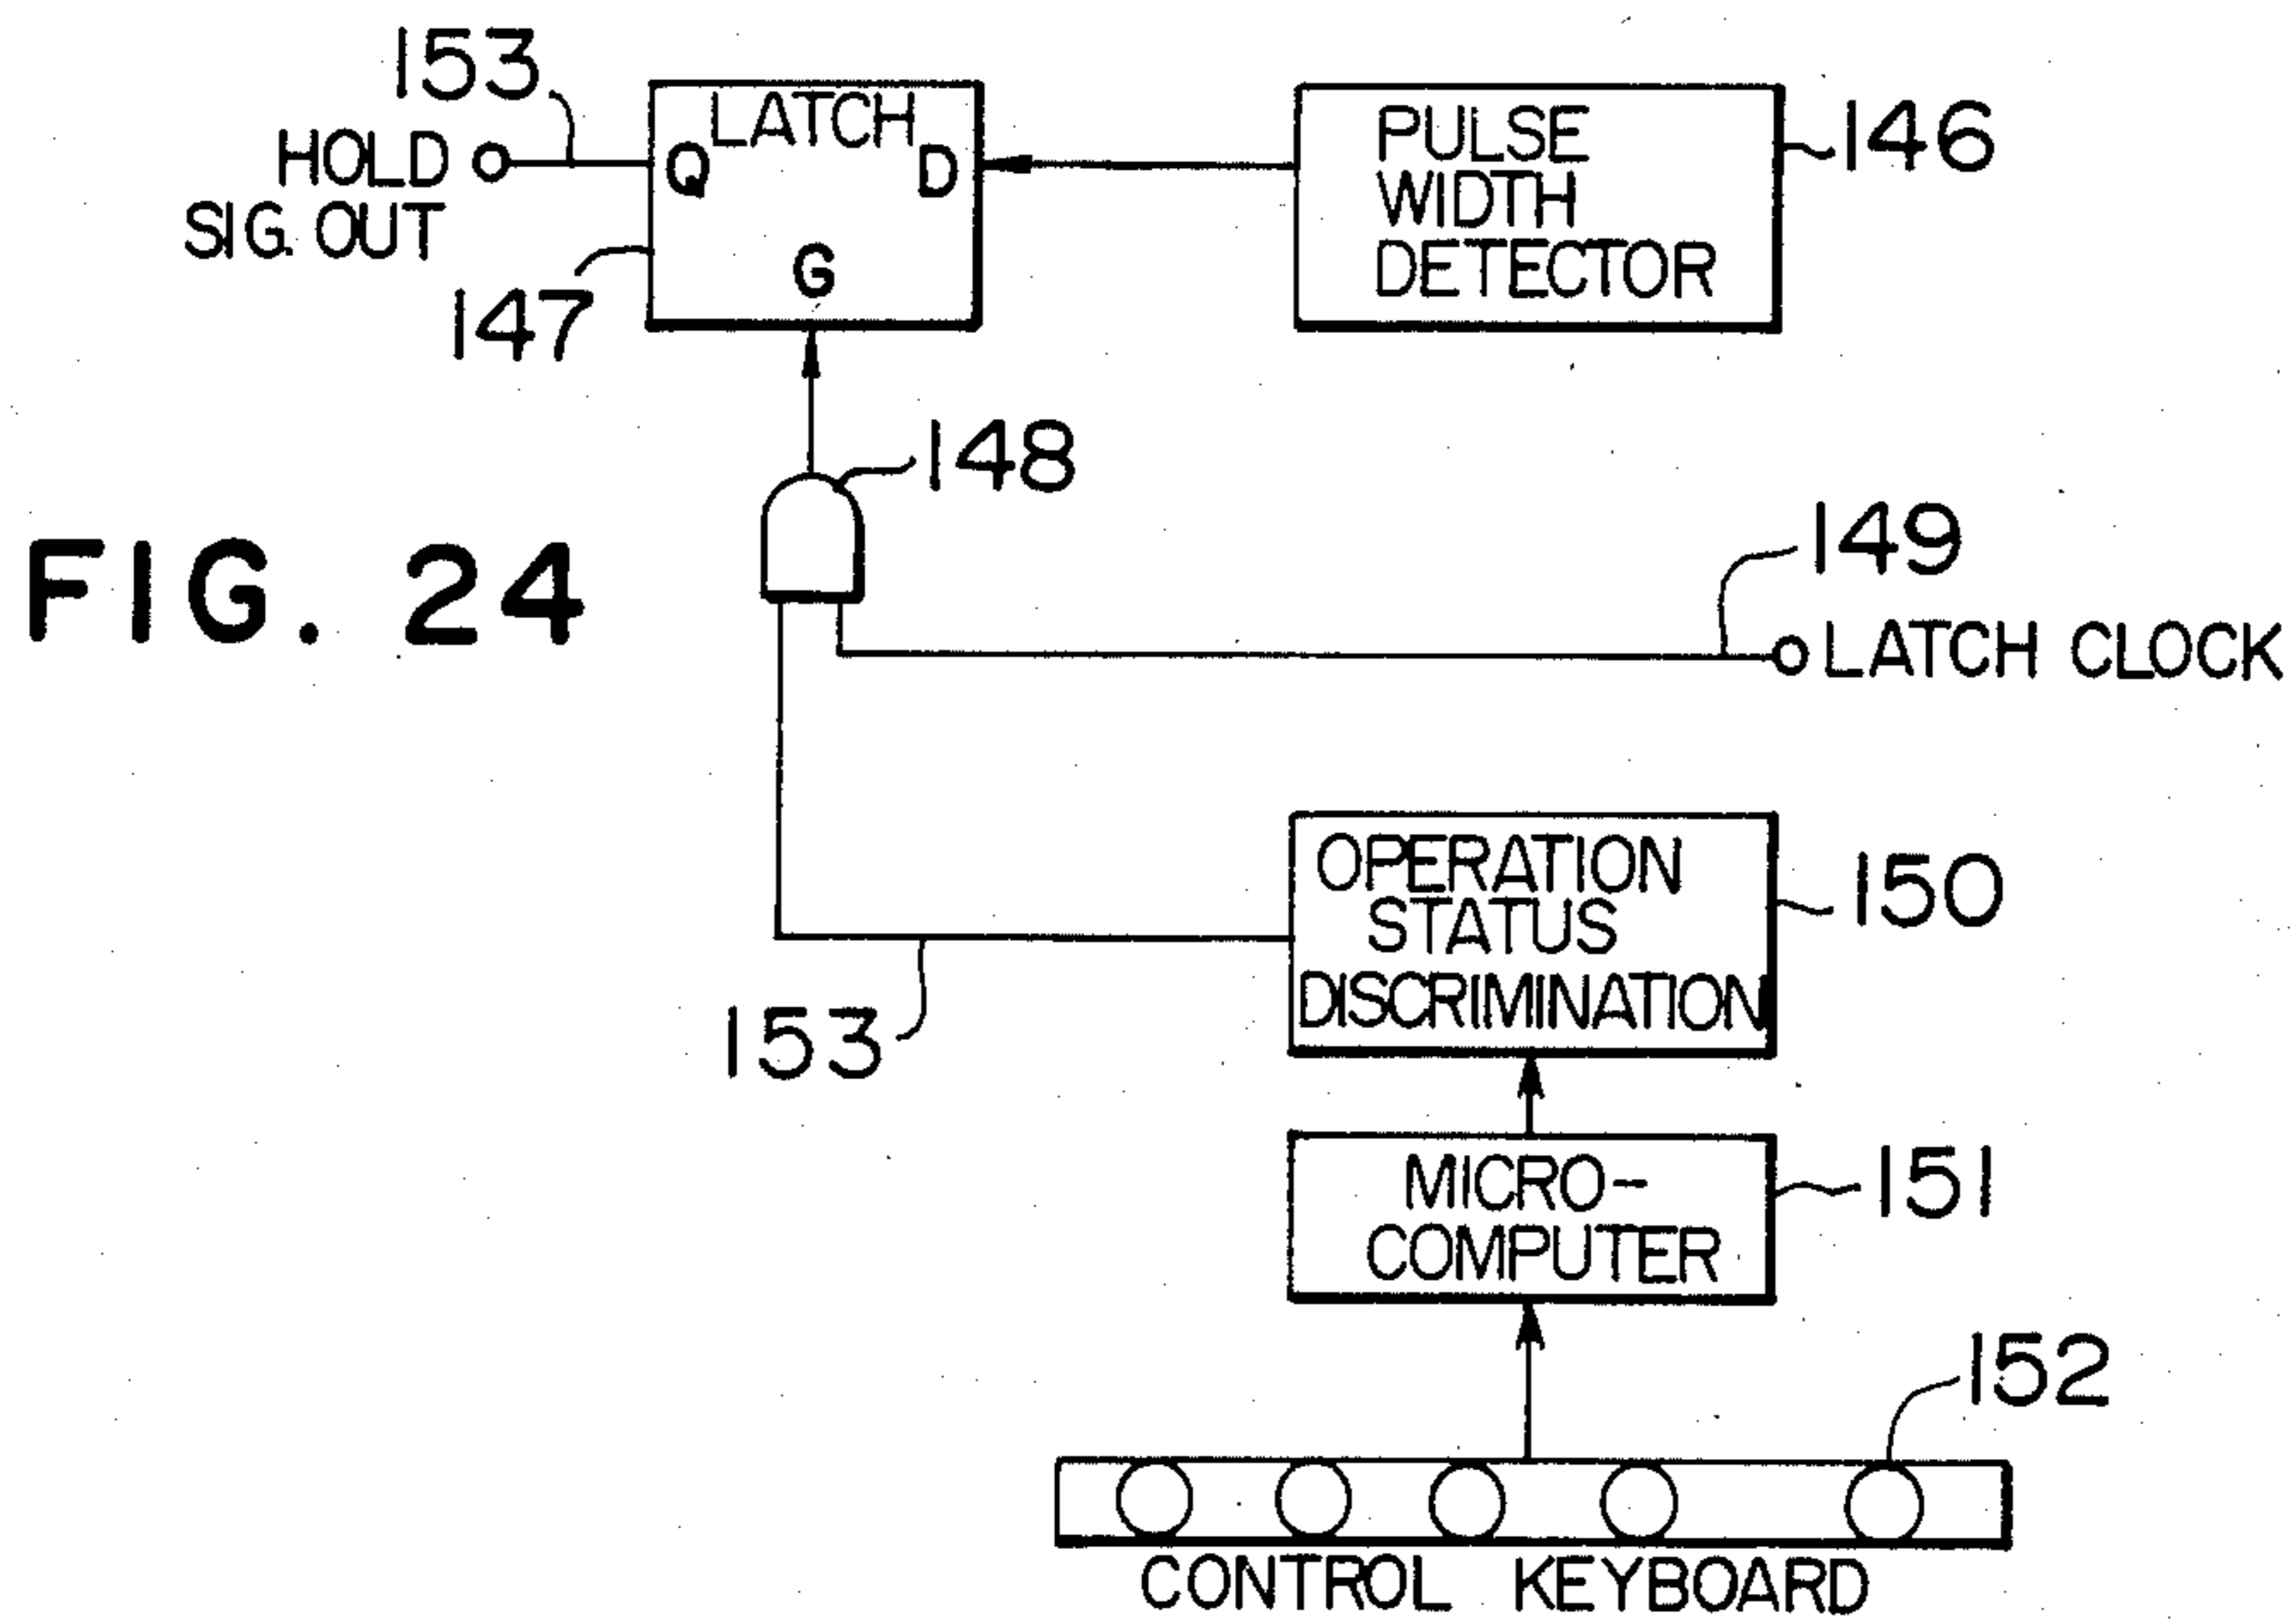 153
HOLD
SIG. OUT
LATCH
Q
D
G
147
PULSE
WIDTH
DETECTOR
146
148
FIG. 24
149
LATCH CLOCK
153
OPERATION
STATUS
DISCRIMINATION
150
MICRO-
COMPUTER
151
152
CONTROL KEYBOARD